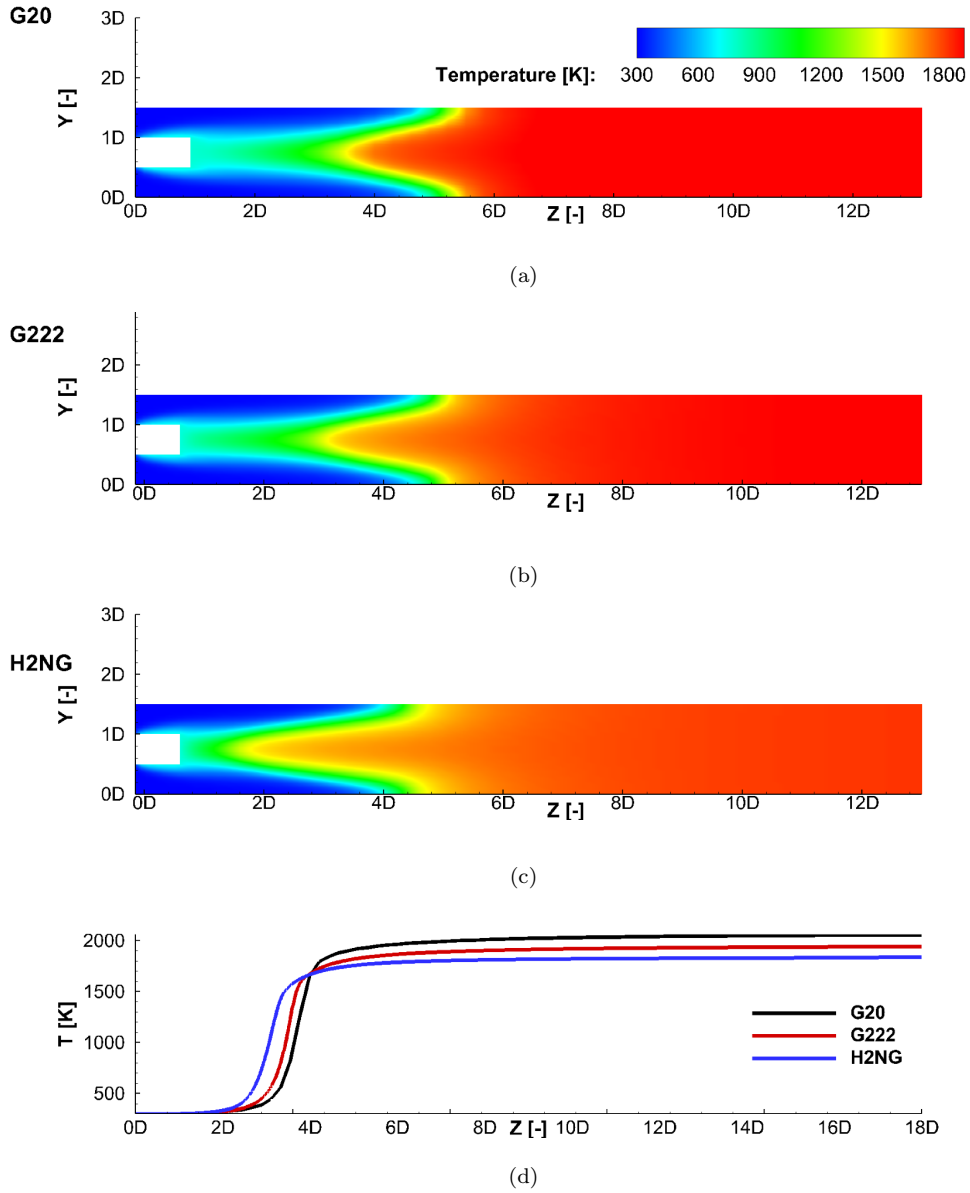 G20
3D
2D
1D
0D
Y [-]
Temperature [K]: 300 600 900 1200 1500 1800
0D 2D 4D 6D 8D 10D 12D
Z [-]
(a)
G222
2D
1D
0D
Y [-]
0D 2D 4D 6D 8D 10D 12D
Z [-]
(b)
H2NG
3D
2D
1D
0D
Y [-]
0D 2D 4D 6D 8D 10D 12D
Z [-]
(c)
2000
1500
1000
500
T [K]
G20
G222
H2NG
0D 2D 4D 6D 8D 10D 12D 14D 16D 18D
Z [-]
(d)